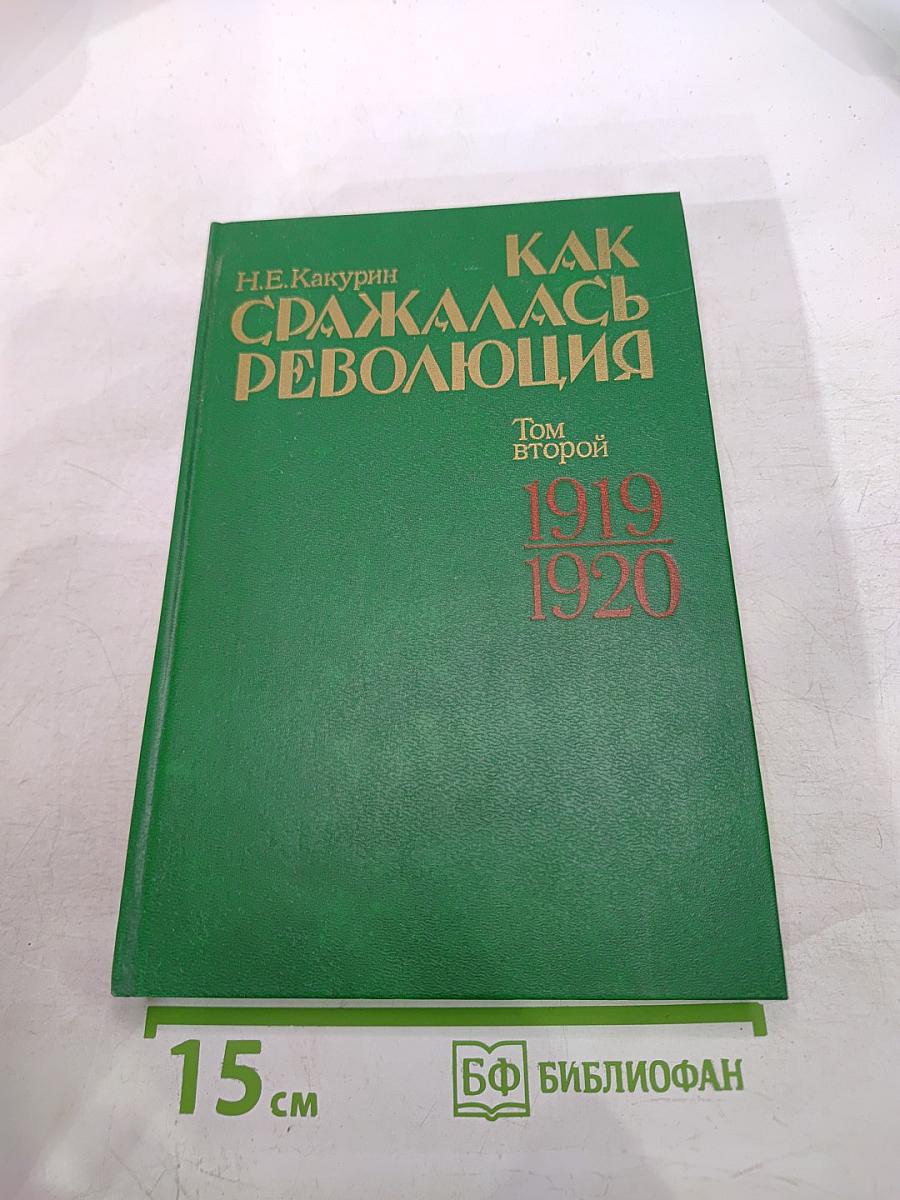 КАК
Н.Е.Какурин
СРАЖАЛАСЬ
РЕВОЛЮЦИЯ
Том
второй
1919
1920
15 см
БФ БИБЛИОФАН